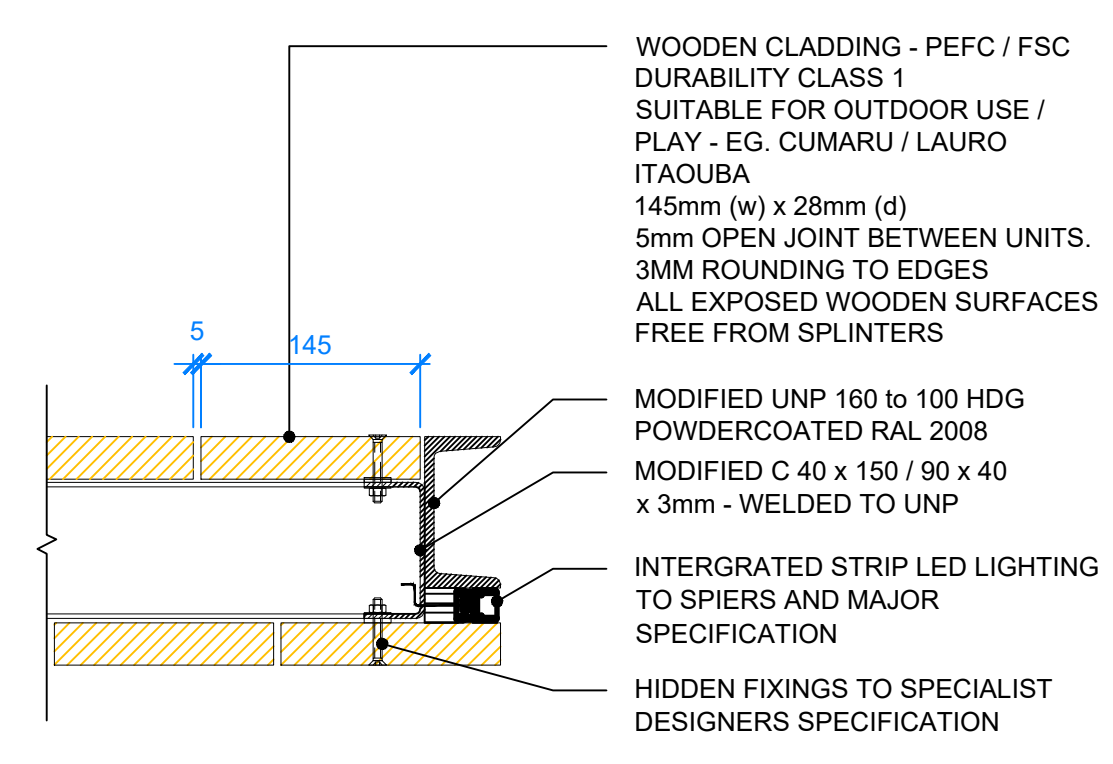 WOODEN CLADDING - PEFC / FSC
DURABILITY CLASS 1
SUITABLE FOR OUTDOOR USE /
PLAY - EG. CUMARU / LAURO
ITAOUBA
145mm (w) x 28mm (d)
5mm OPEN JOINT BETWEEN UNITS.
3MM ROUNDING TO EDGES
ALL EXPOSED WOODEN SURFACES
FREE FROM SPLINTERS
5
145
MODIFIED UNP 160 to 100 HDG
POWDERCOATED RAL 2008
MODIFIED C 40 x 150 / 90 x 40
x 3mm - WELDED TO UNP
INTERGRATED STRIP LED LIGHTING
TO SPIERS AND MAJOR
SPECIFICATION
HIDDEN FIXINGS TO SPECIALIST
DESIGNERS SPECIFICATION